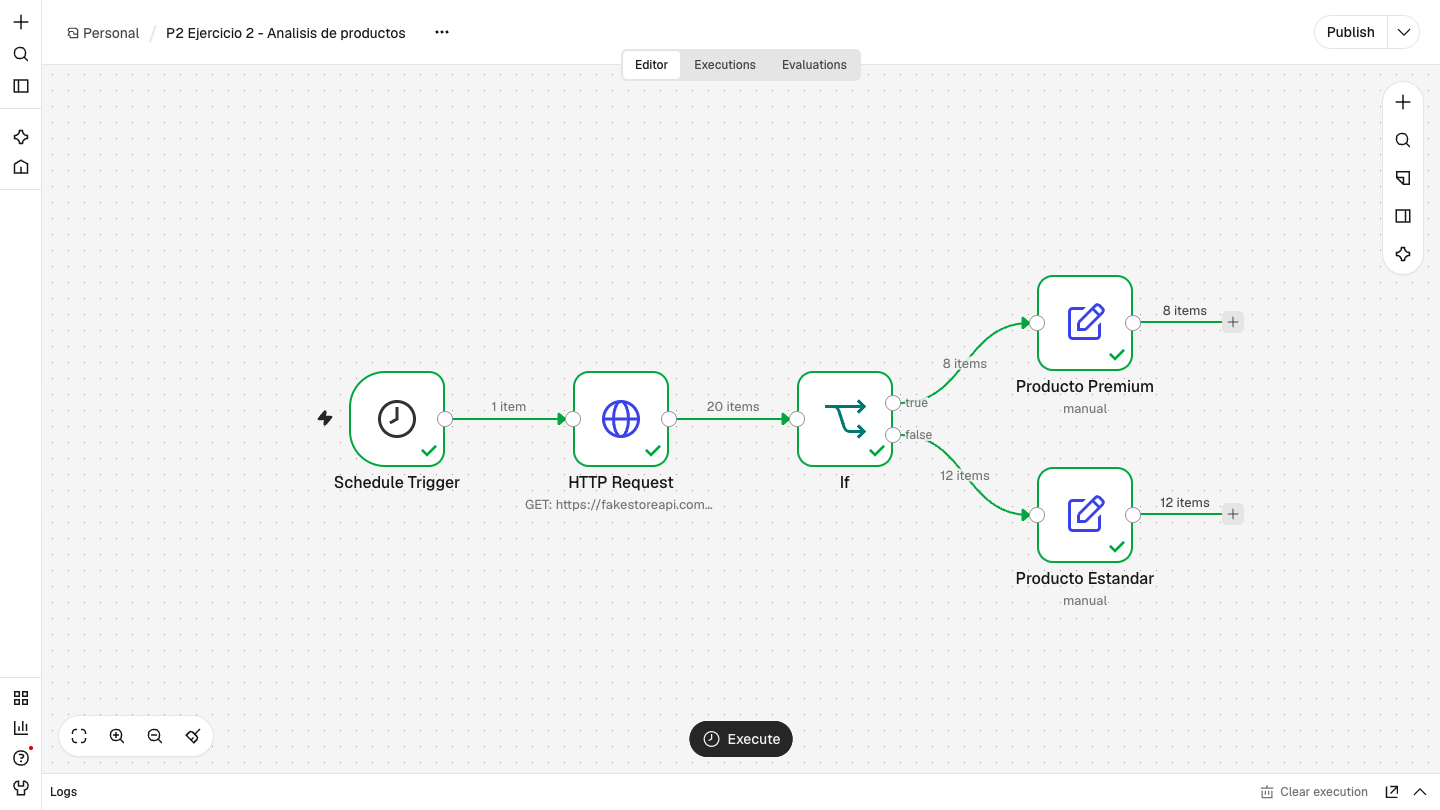 Personal / P2 Ejercicio 2 - Analisis de productos
Publish
Editor
Executions
Evaluations
8 items
8 items
Producto Premium
manual
1 item
20 items
true
false
Schedule Trigger
HTTP Request
If
GET: https://fakestoreapi.com...
12 items
12 items
Producto Estandar
manual
Execute
Logs
Clear execution